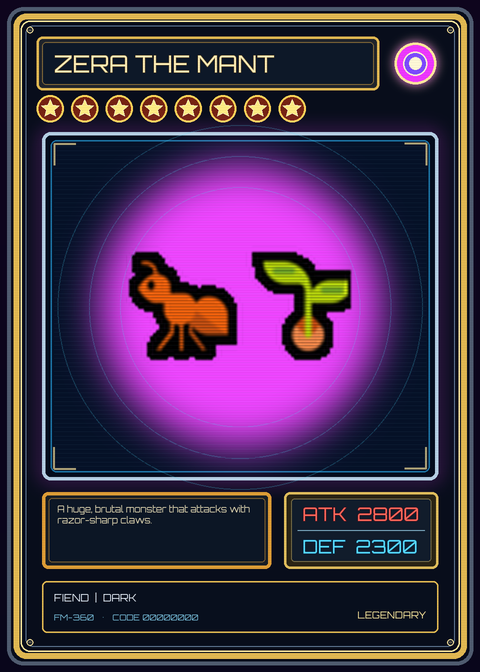 ZERA THE MANT
A huge, brutal monster that attacks with
razor-sharp claws.
ATK 2800
DEF 2300
FIEND | DARK
FM-360 · CODE 00000000
LEGENDARY